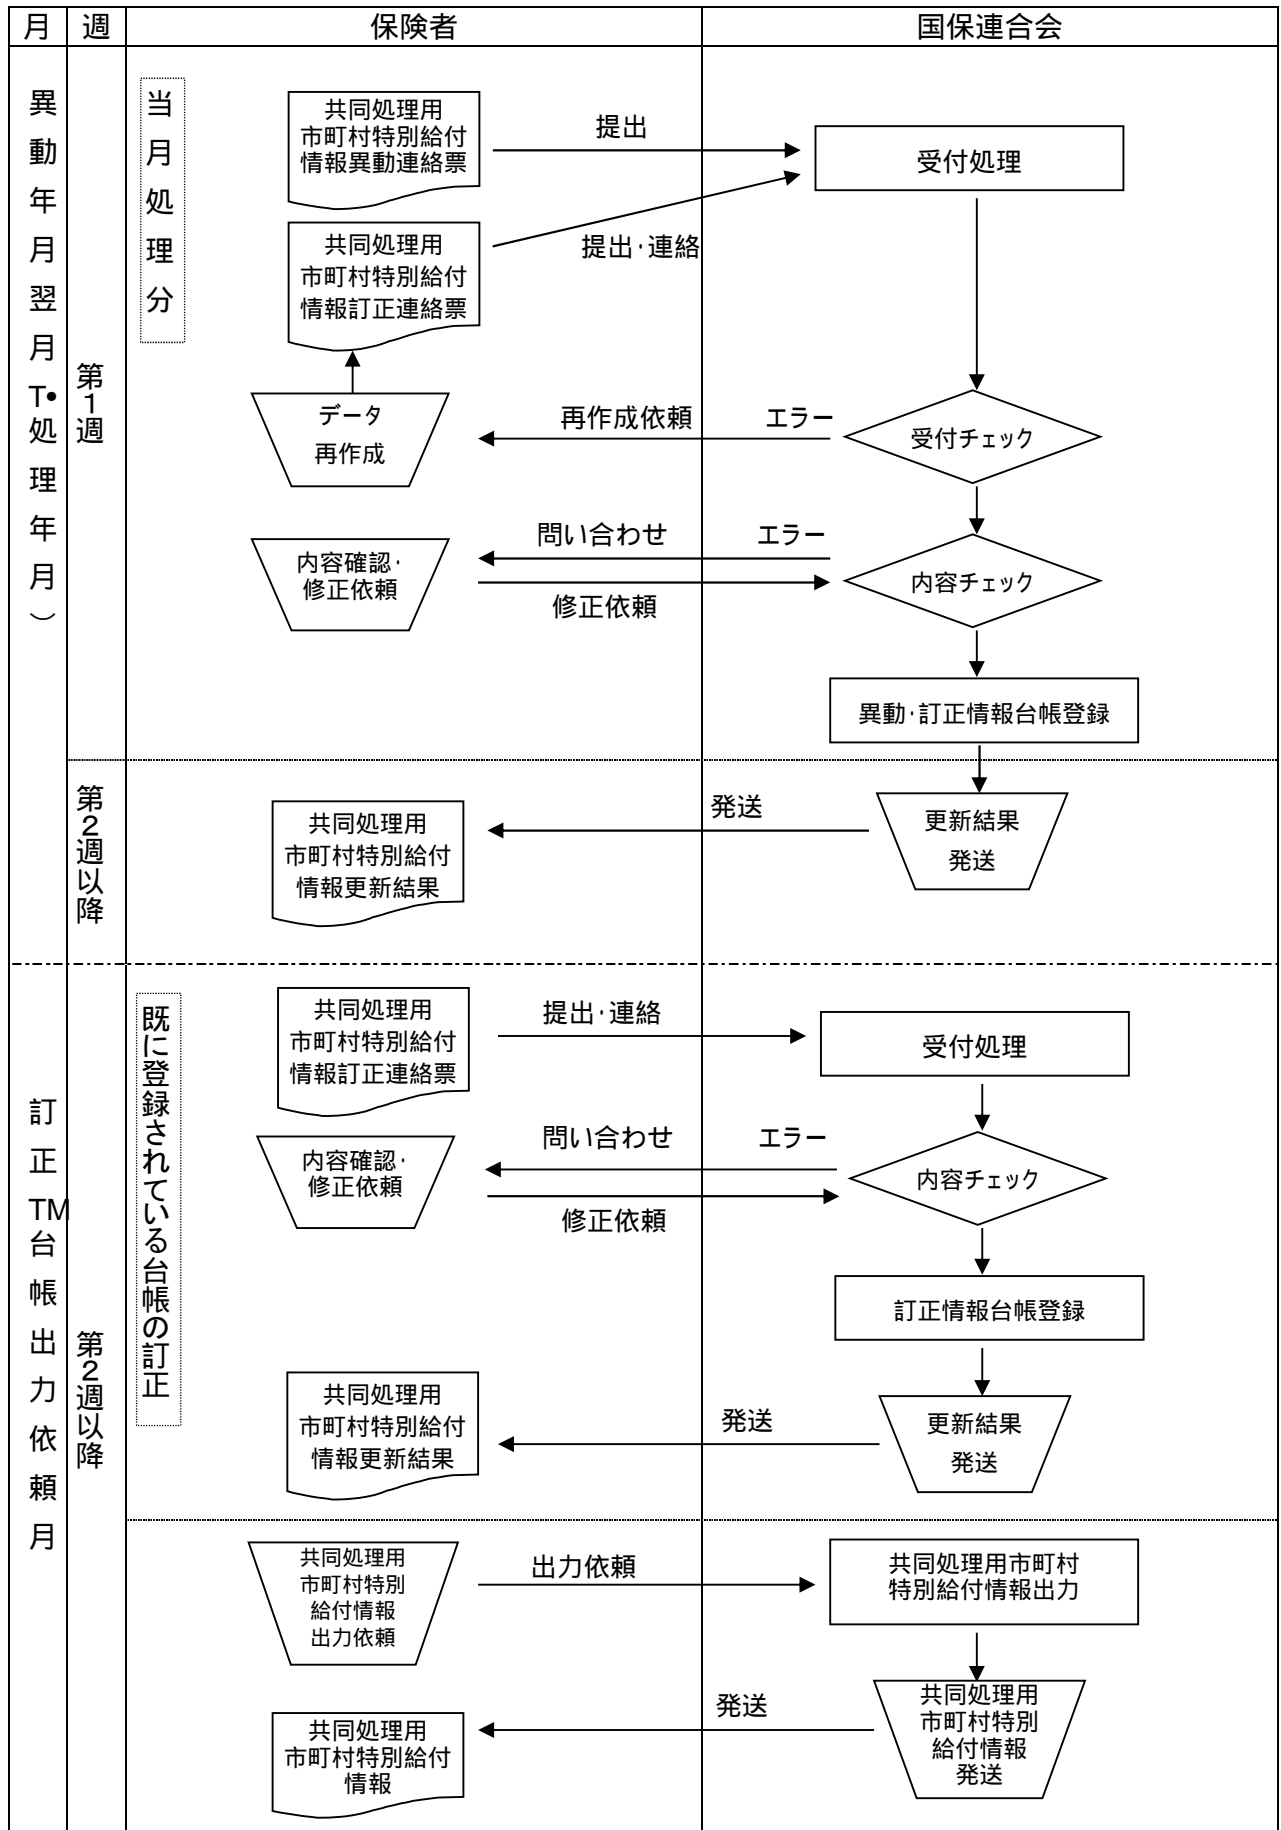 月
週
保険者
国保連合会
異動年月翌月T•処理年月）
第1週
当月処理分
共同処理用
市町村特別給付
情報異動連絡票
提出
受付処理
共同処理用
市町村特別給付
情報訂正連絡票
提出・連絡
データ
再作成
再作成依頼
エラー
受付チェック
内容確認・
修正依頼
問い合わせ
エラー
修正依頼
内容チェック
異動・訂正情報台帳登録
第2週以降
共同処理用
市町村特別給付
情報更新結果
発送
更新結果
発送
訂正TM台帳出力依頼月
第2週以降
既に登録されている台帳の訂正
共同処理用
市町村特別給付
情報訂正連絡票
提出・連絡
受付処理
内容確認・
修正依頼
問い合わせ
エラー
修正依頼
内容チェック
訂正情報台帳登録
共同処理用
市町村特別給付
情報更新結果
発送
更新結果
発送
共同処理用
市町村特別
給付情報
出力依頼
出力依頼
共同処理用市町村
特別給付情報出力
共同処理用
市町村特別給付
情報
発送
共同処理用
市町村特別
給付情報
発送